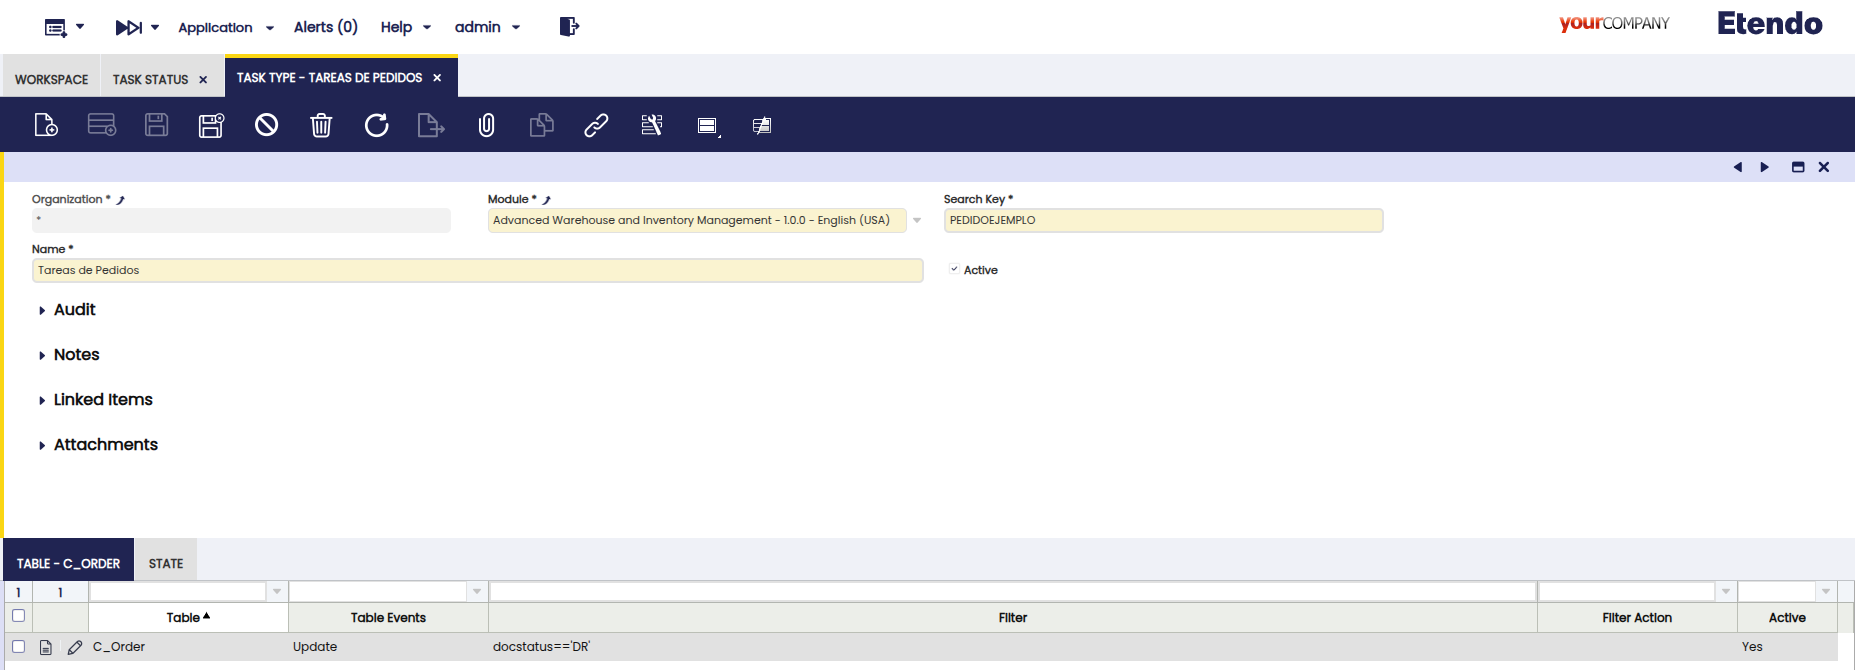 Application Alerts (0) Help admin yourCOMPANY Etendo
WORKSPACE TASK STATUS TASK TYPE - TAREAS DE PEDIDOS
Organization * Module * Search Key *
* Advanced Warehouse and Inventory Management - 1.0.0 - English (USA) PEDIDOEJEMPLO
Name *
Tareas de Pedidos Active
Audit
Notes
Linked Items
Attachments
TABLE - C_ORDER STATE
1 1
Table Table Events Filter Filter Action Active
C_Order Update docstatus=='DR' Yes